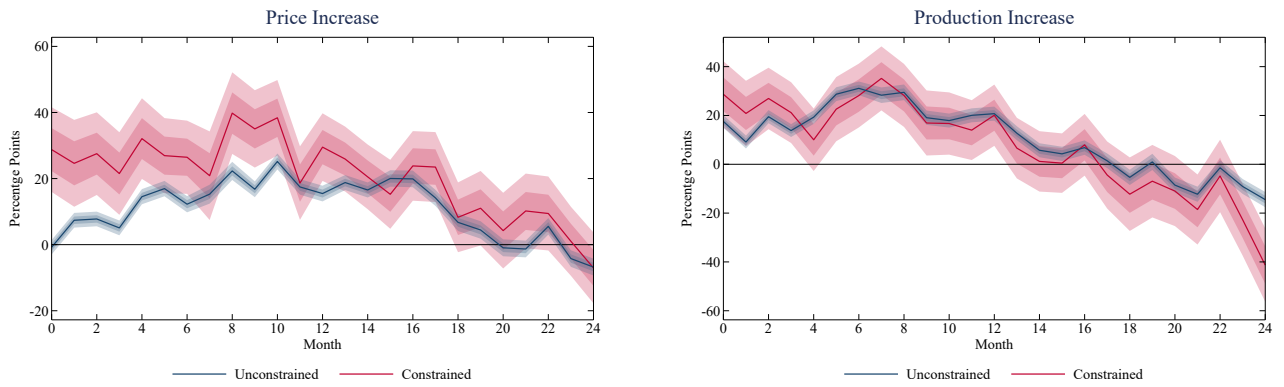 Price Increase
60
40
20
0
-20
Percentge Points
0 2 4 6 8 10 12 14 16 18 20 22 24
Month
Unconstrained Constrained
Production Increase
40
20
0
-20
-40
-60
Percentage Points
0 2 4 6 8 10 12 14 16 18 20 22 24
Month
Unconstrained Constrained